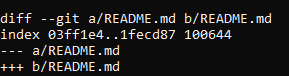 diff --git a/README.md b/README.md
index 03ff1e4..1fecd87 100644
--- a/README.md
+++ b/README.md